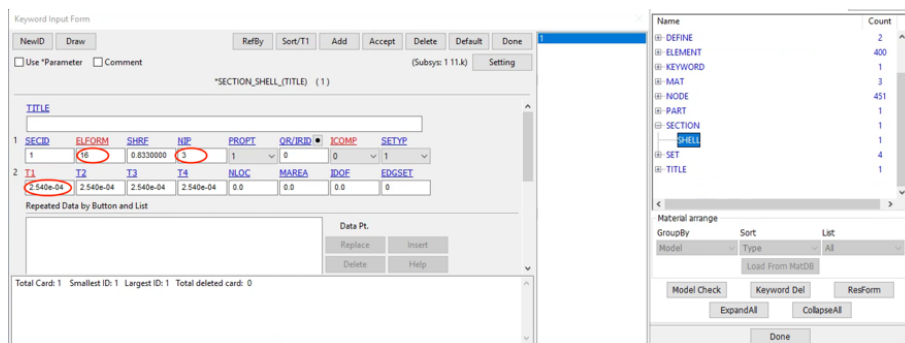 Keyword Input Form
NewID Draw RefBy Sort/T1 Add Accept Delete Default Done
Use *Parameter Comment (Subsys: 1 11.k) Setting
*SECTION_SHELL_(TITLE) (1)
TITLE
1 SECID ELFORM SHRF NIP PROPT QR/IRID ICOMP SETYP
1 16 0.8330000 3 1 0 0 1
2 T1 T2 T3 T4 NLOC MAREA IDOF EDGSET
2.540e-04 2.540e-04 2.540e-04 2.540e-04 0.0 0.0 0.0 0
Repeated Data by Button and List
Data Pt.
Replace Insert
Delete Help
Total Card: 1 Smallest ID: 1 Largest ID: 1 Total deleted card: 0
1
Name Count
DEFINE 2
ELEMENT 400
KEYWORD 1
MAT 3
NODE 451
PART 1
SECTION 1
SHELL 1
SET 4
TITLE 1
Material arrange
GroupBy Sort List
Model Type All
Load From MatDB
Model Check Keyword Del ResForm
ExpandAll CollapseAll
Done